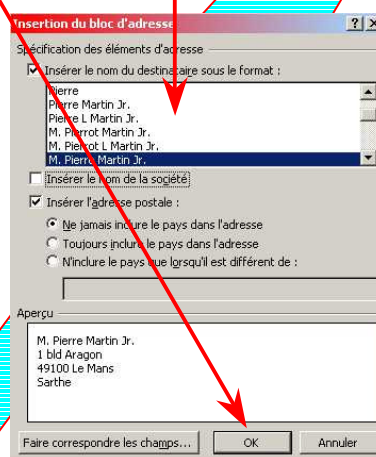 Insertion du bloc d'adresse
Spécification des éléments d'adresse
Insérer le nom du destinataire sous le format :
Pierre
Pierre Martin Jr.
Pierre L Martin Jr.
M. Pierrot Martin Jr.
M. Pierrot L Martin Jr.
M. Pierre Martin Jr.
Insérer le nom de la société
Insérer l'adresse postale :
Ne jamais inclure le pays dans l'adresse
Toujours inclure le pays dans l'adresse
N'inclure le pays que lorsqu'il est différent de :
Aperçu
M. Pierre Martin Jr.
1 bld Aragon
49100 Le Mans
Sarthe
Faire correspondre les champs... OK Annuler